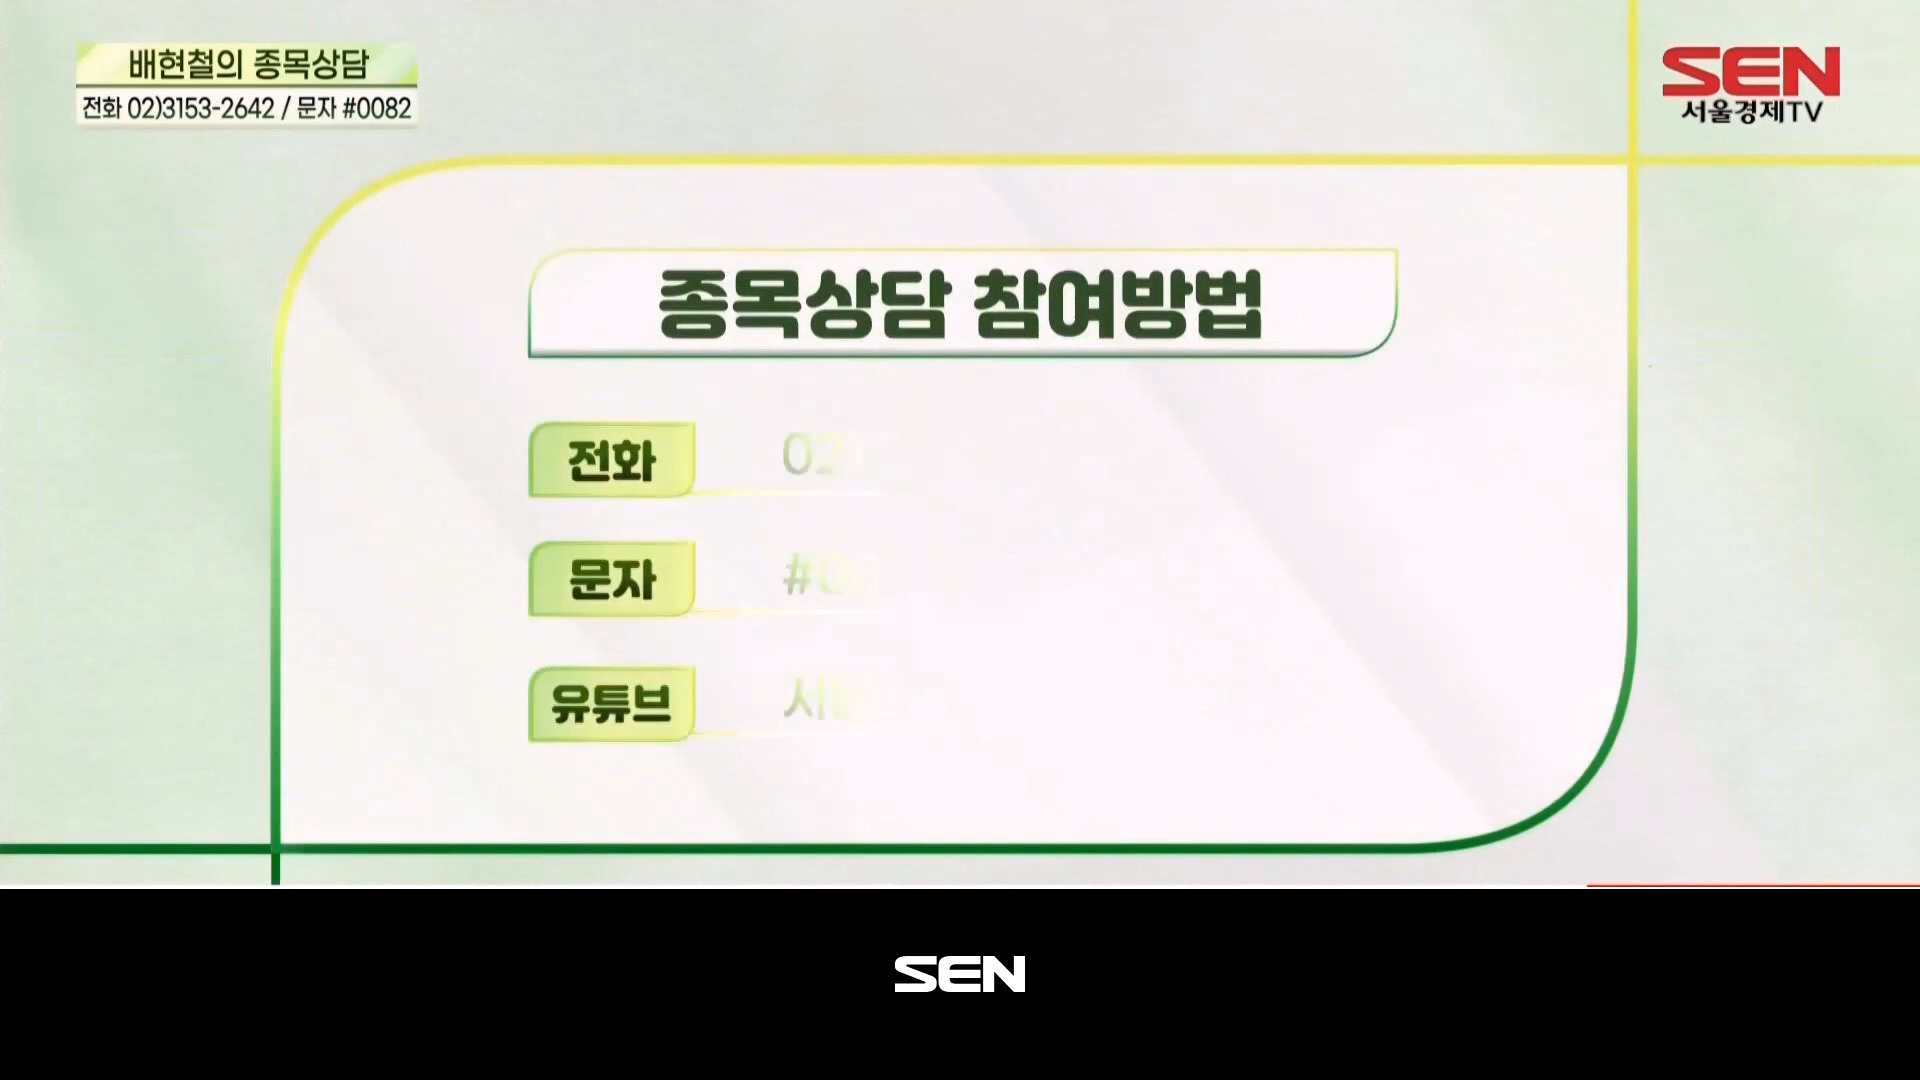 배현철의 종목상담
전화 02)3153-2642 / 문자 #0082
SEN
서울경제TV
종목상담 참여방법
전화
문자
유튜브
SEN